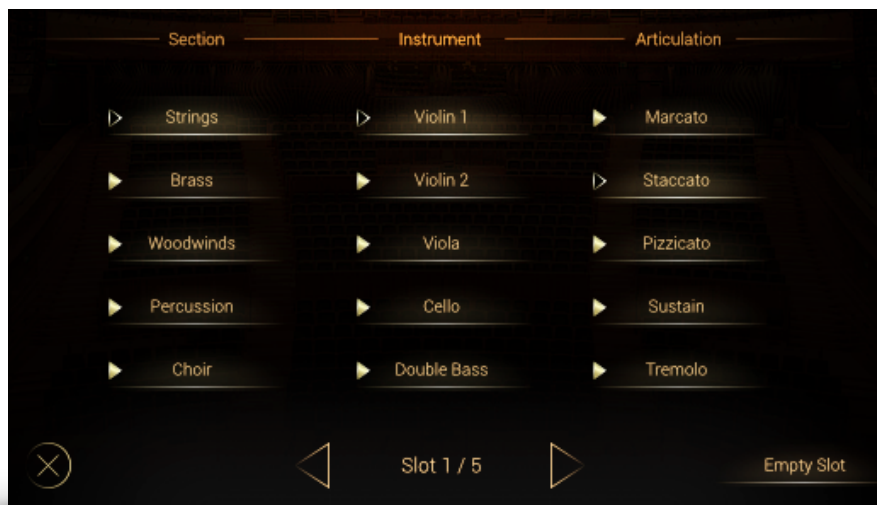 Section Instrument Articulation
Strings Violin 1 Marcato
Brass Violin 2 Staccato
Woodwinds Viola Pizzicato
Percussion Cello Sustain
Choir Double Bass Tremolo
Slot 1 / 5 Empty Slot